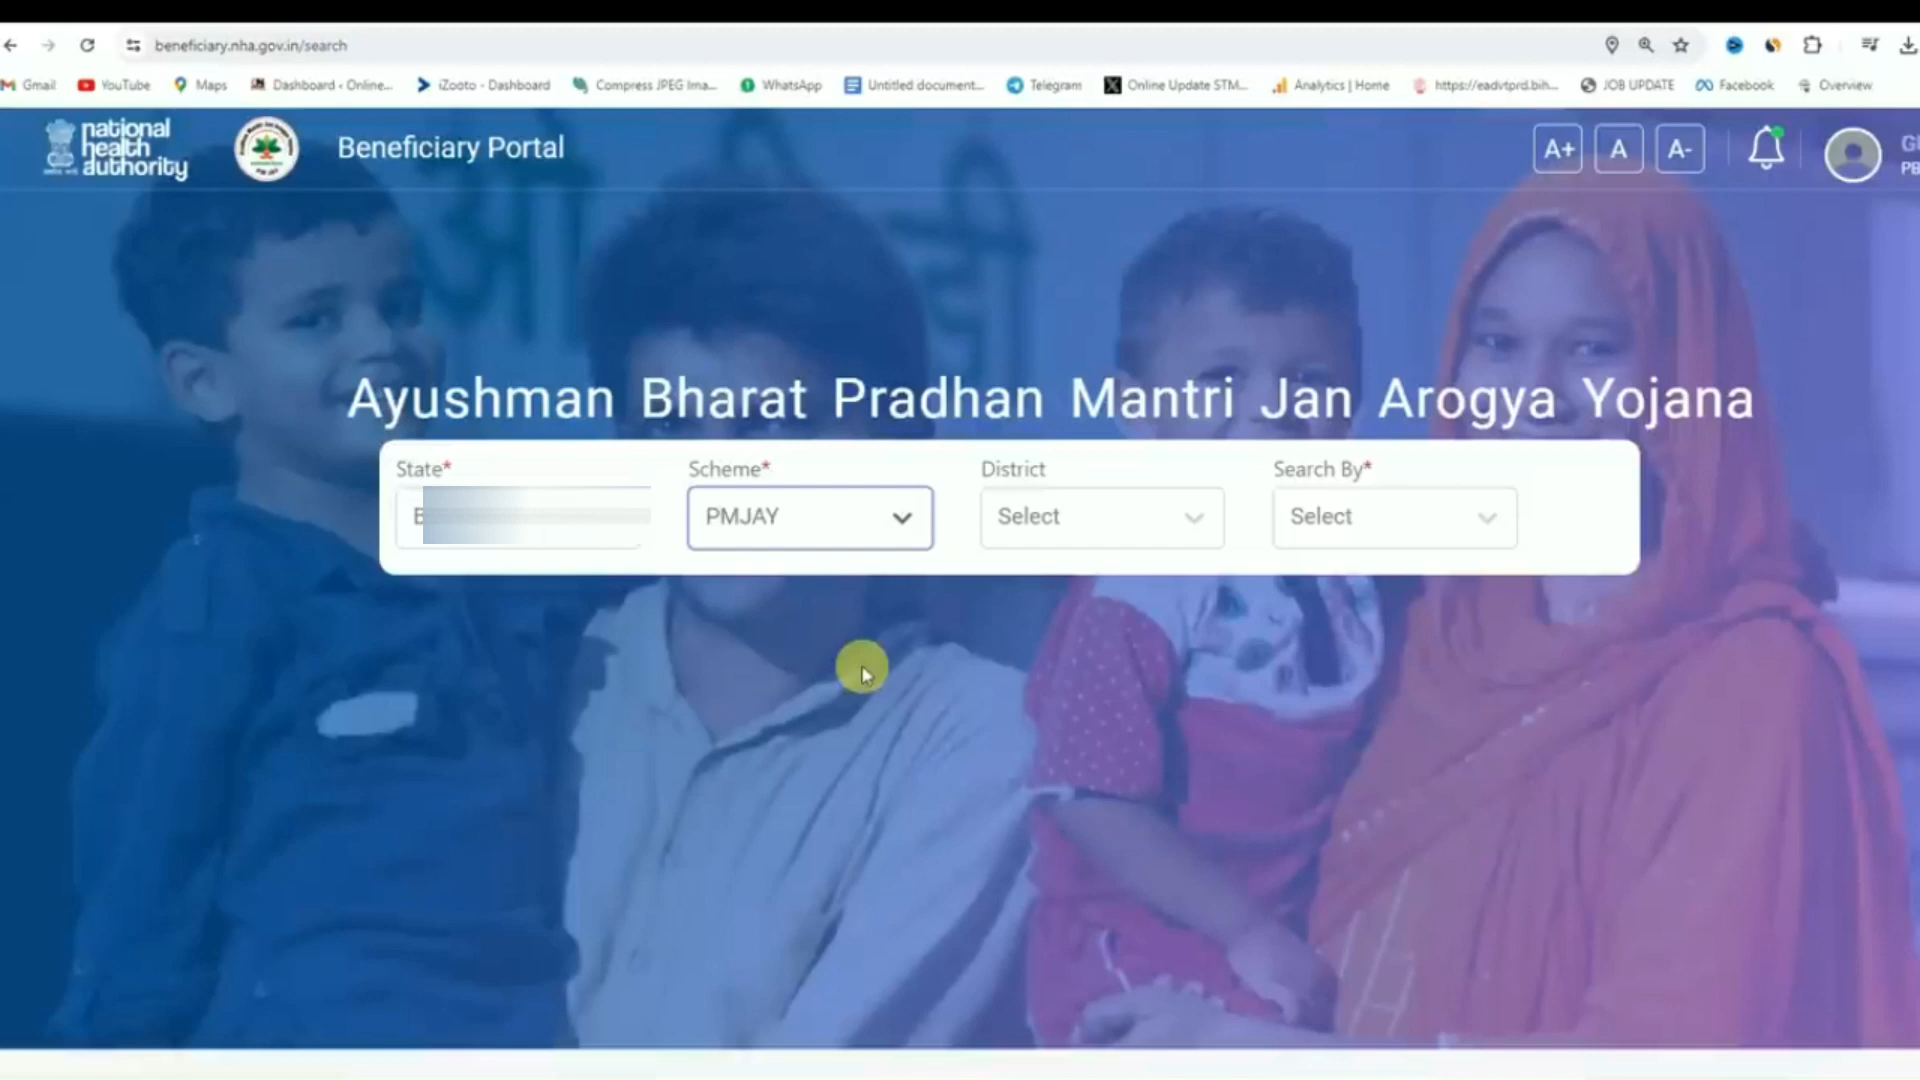 beneficiary.nha.gov.in/search
Gmail YouTube Maps Dashboard ‹ Online... iZooto - Dashboard Compress JPEG Ima... WhatsApp Untitled document... Telegram Online Update STM... Analytics | Home https://eadvtprd.bih... JOB UPDATE Facebook Overview
national
health
authority
Beneficiary Portal
A+ A A-
Ayushman Bharat Pradhan Mantri Jan Arogya Yojana
State* Scheme* District Search By*
PMJAY Select Select